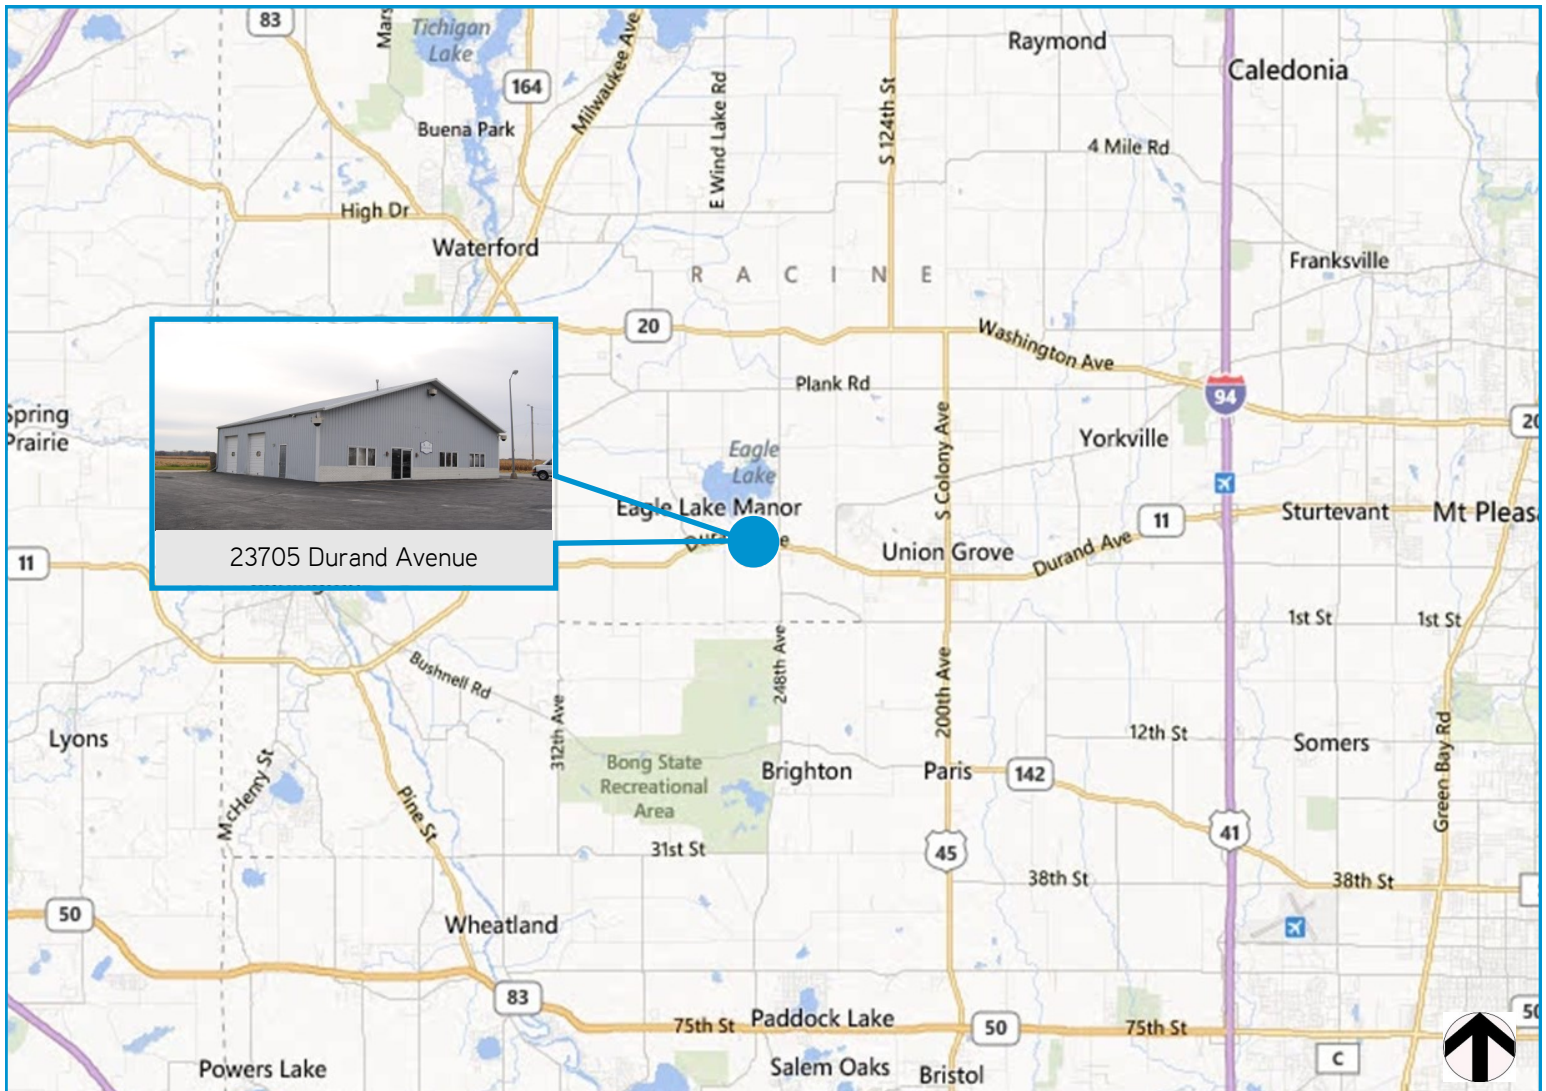 83
Mars
Tichigan
Lake
Milwaukee Ave
164
Buena Park
E Wind Lake Rd
S 124th St
Raymond
Caledonia
4 Mile Rd
High Dr
Waterford
R A C I N E
Franksville
20
Washington Ave
Plank Rd
94
Spring
Prairie
S Colony Ave
Yorkville
20
Eagle
Lake
Eagle Lake Manor
11
Sturtevant
Mt Pleasa
23705 Durand Avenue
11
Union Grove
Durand Ave
1st St
1st St
Bushnell Rd
312th Ave
248th Ave
200th Ave
Lyons
McHenry St
Pine St
Bong State
Recreational
Area
Brighton
Paris
142
12th St
Somers
Green Bay Rd
31st St
45
41
38th St
38th St
50
Wheatland
83
75th St
Paddock Lake
50
75th St
50
Powers Lake
Salem Oaks
Bristol
C